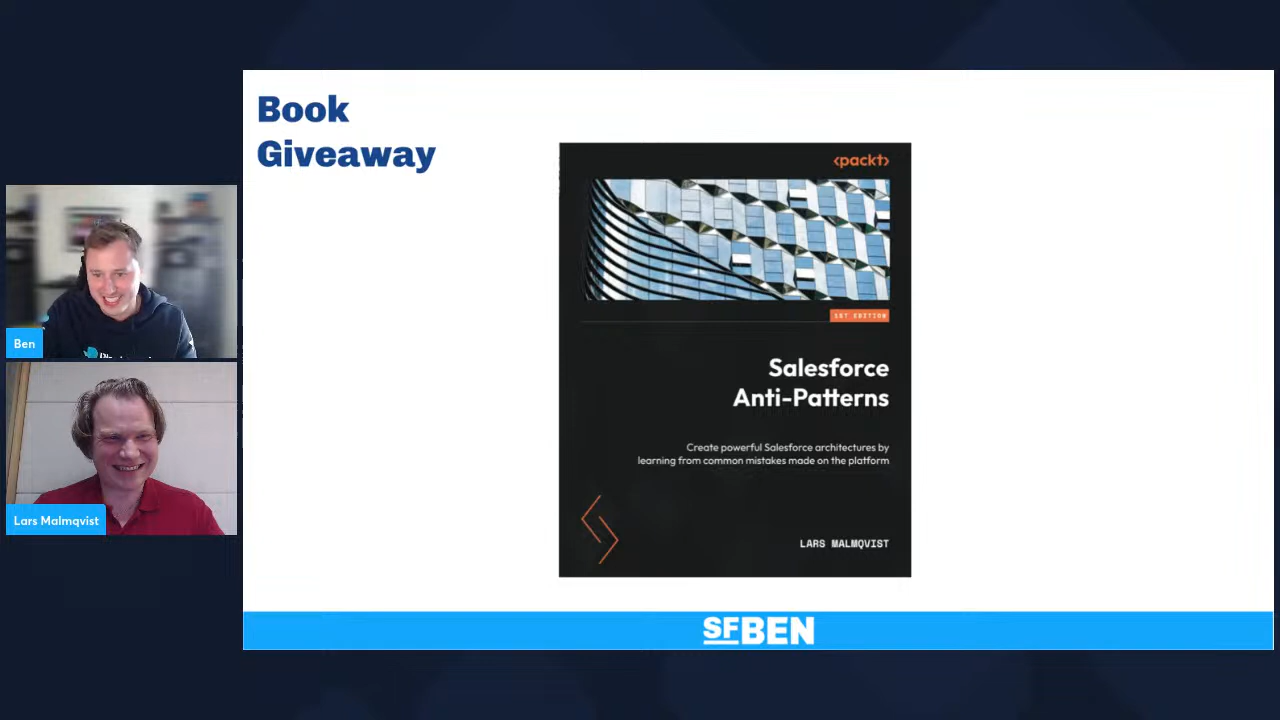 Book
Giveaway
<packt>
1ST EDITION
Salesforce
Anti-Patterns
Create powerful Salesforce architectures by
learning from common mistakes made on the platform
LARS MALMQVIST
Ben
Lars Malmqvist
SFBEN